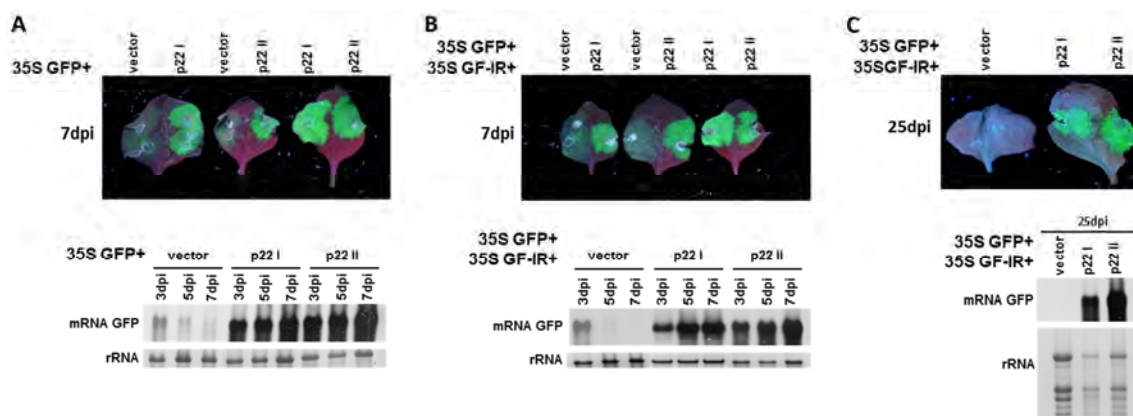 A
35S GFP+
vector
p22 I
vector
p22 II
p22 I
p22 II
7dpi
35S GFP+
vector
p22 I
p22 II
3dpi
5dpi
7dpi
3dpi
5dpi
7dpi
3dpi
5dpi
7dpi
mRNA GFP
rRNA
B
35S GFP+
35S GF-IR+
vector
p22 I
vector
p22 II
p22 I
p22 II
7dpi
35S GFP+
35S GF-IR+
vector
p22 I
p22 II
3dpi
5dpi
7dpi
3dpi
5dpi
7dpi
3dpi
5dpi
7dpi
mRNA GFP
rRNA
C
35S GFP+
35SGF-IR+
vector
p22 I
p22 II
25dpi
25dpi
35S GFP+
35S GF-IR+
vector
p22 I
p22 II
mRNA GFP
rRNA